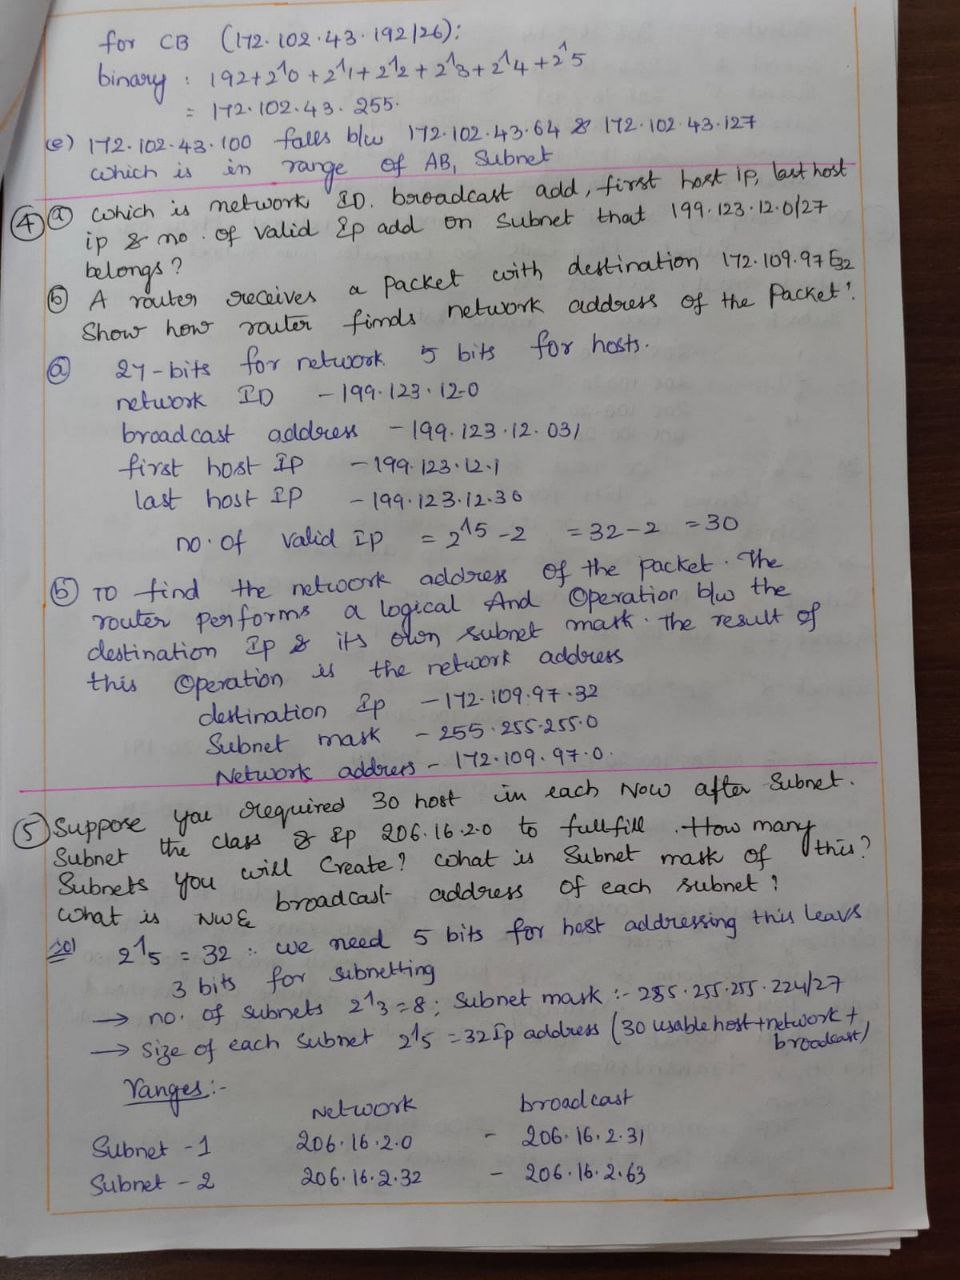 for CB (172.102.43.192/26):
binary : 192+2^0+2^1+2^2+2^3+2^4+2^5
= 172.102.43.255.
(e) 172.102.43.100 falls b/w 172.102.43.64 & 172.102.43.127
which is in range of AB, Subnet
④ ⓐ which is network ID. broadcast add, first host ip, last host
ip & no. of valid Ip add on subnet that 199.123.12.0/27
belongs?
ⓑ A router receives a packet with destination 172.109.97.32
Show how router finds network address of the Packet?
ⓐ 27-bits for network 5 bits for hosts.
network ID - 199.123.12.0
broadcast address - 199.123.12.031
first host IP - 199.123.12.1
last host IP - 199.123.12.30
no. of valid Ip = 2^5-2 = 32-2 = 30
ⓑ To find the network address of the packet. The
router performs a logical And Operation b/w the
destination Ip & its own subnet mask. the result of
this Operation is the network address
destination Ip - 172.109.97.32
Subnet mask - 255.255.255.0
Network address - 172.109.97.0.
⑤ Suppose you required 30 host in each Now after Subnet.
Subnet the class & Ip 206.16.2.0 to fullfill. How many
Subnets you will Create? what is Subnet mask of this?
what is NW& broadcast address of each subnet?
2^5 = 32 : we need 5 bits for host addressing this leavs
3 bits for sibnetting
→ no. of subnets 2^3=8; Subnet mask :- 285.255.255.224/27
→ Size of each Subnet 2^5 = 32 Ip address (30 usable host+network+
broadcast)
ranges:-
Network broadcast
Subnet -1 206.16.2.0 - 206.16.2.31
Subnet - 2 206.16.2.32 - 206.16.2.63